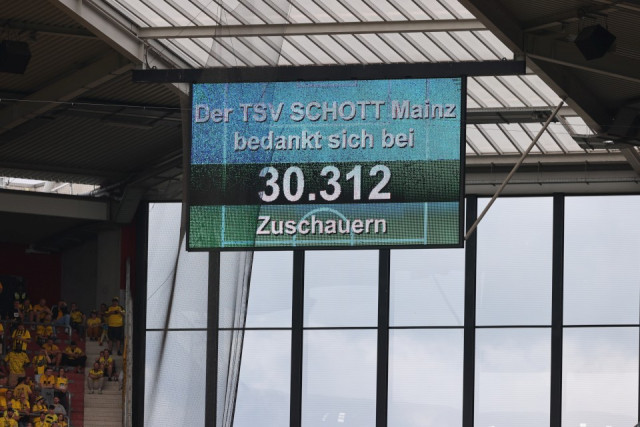 Der TSV SCHOTT Mainz
bedankt sich bei
30.312
Zuschauern